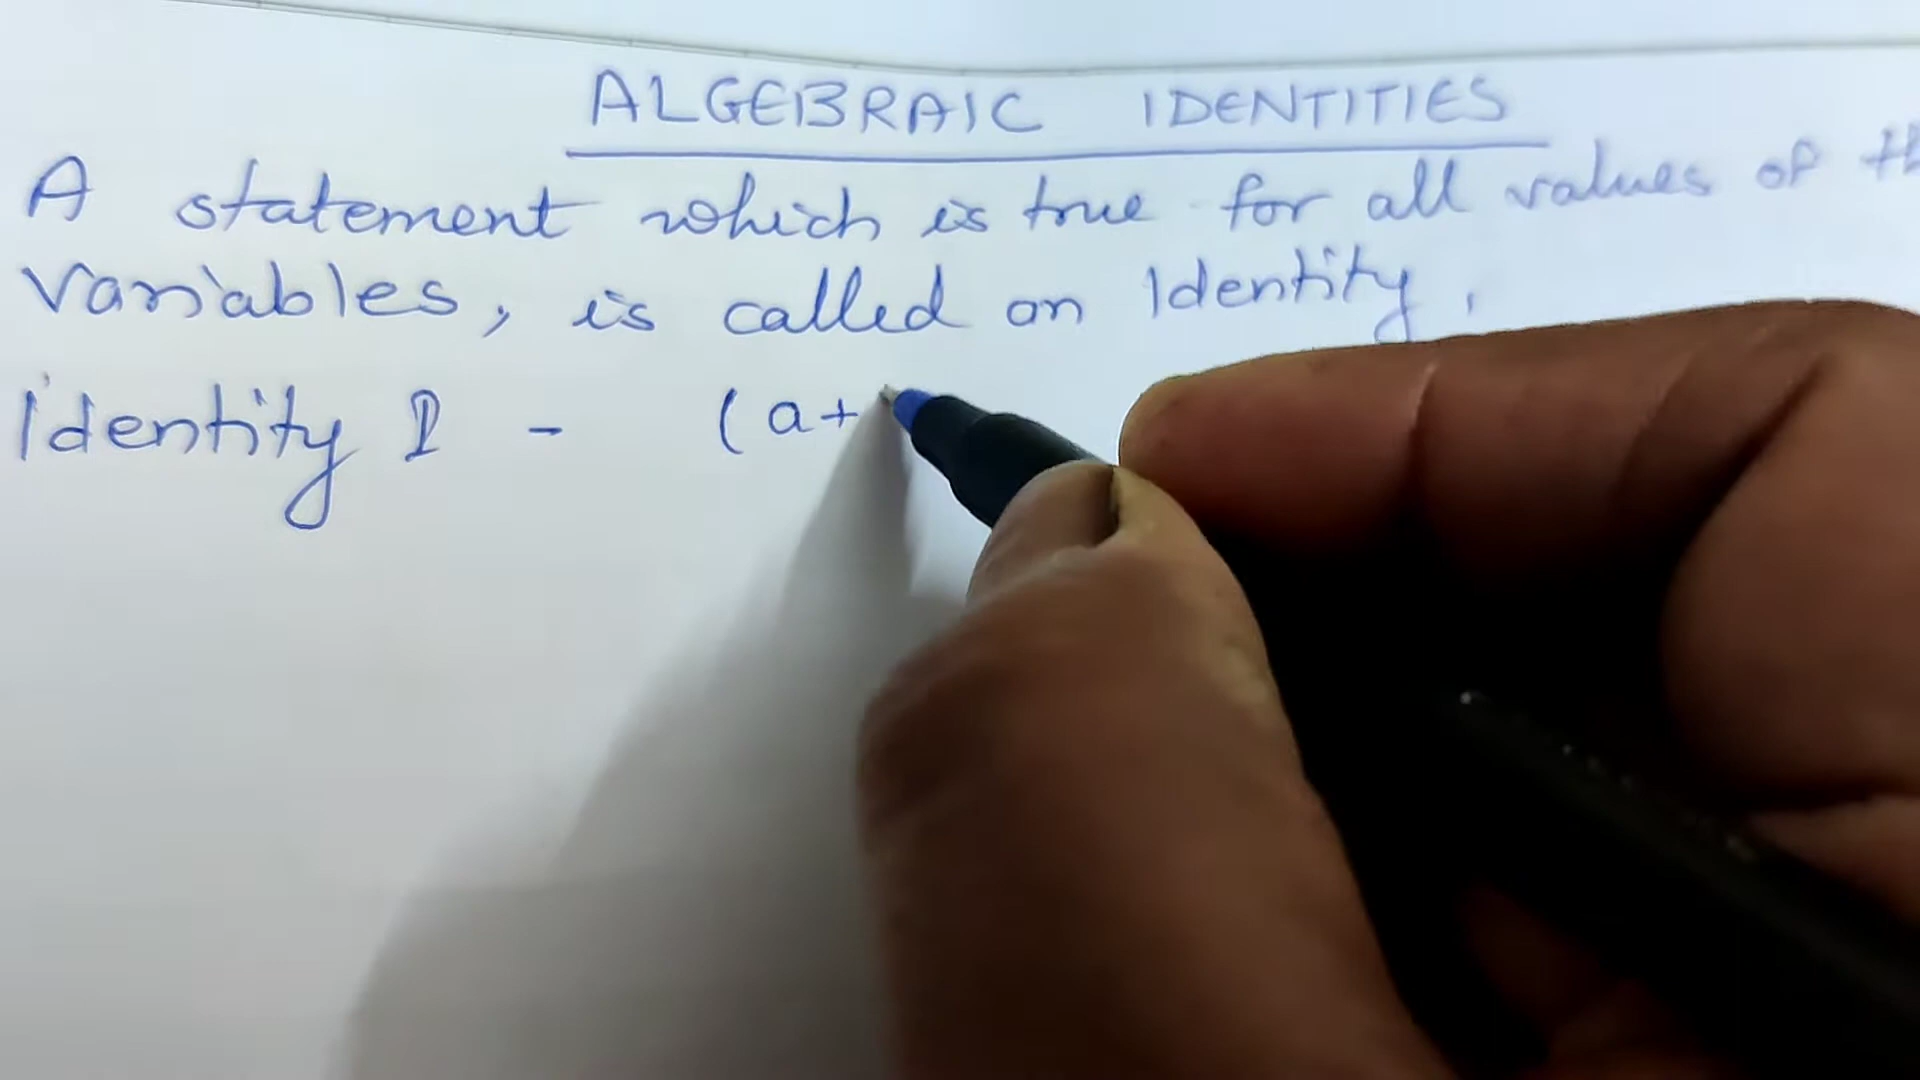 ALGEBRAIC IDENTITIES
A statement which is true for all values of
variables, is called an Identity.
Identity I - (a+